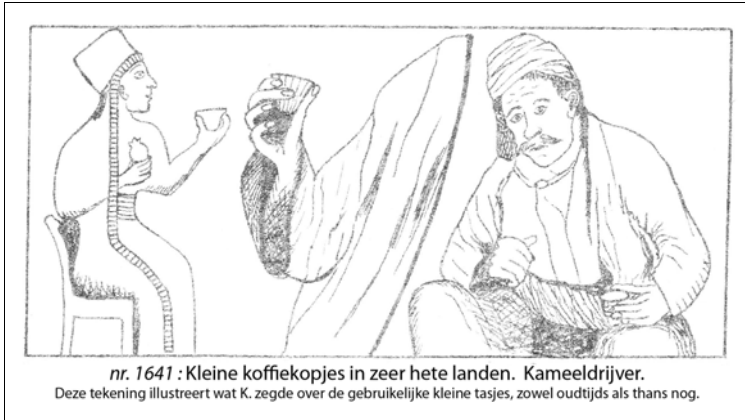 nr. 1641 : Kleine koffiekopjes in zeer hete landen. Kameeldrijver.
Deze tekening illustreert wat K. zegde over de gebruikelijke kleine tasjes, zowel oudtijds als thans nog.